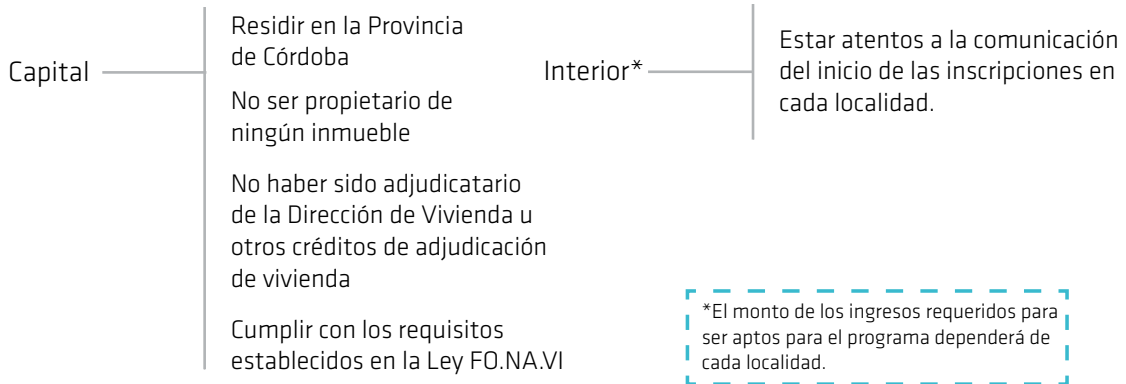 Capital
Residir en la Provincia
de Córdoba
No ser propietario de
ningún inmueble
No haber sido adjudicatario
de la Dirección de Vivienda u
otros créditos de adjudicación
de vivienda
Cumplir con los requisitos
establecidos en la Ley FO.NA.VI
Interior*
Estar atentos a la comunicación
del inicio de las inscripciones en
cada localidad.
*El monto de los ingresos requeridos para
ser aptos para el programa dependerá de
cada localidad.